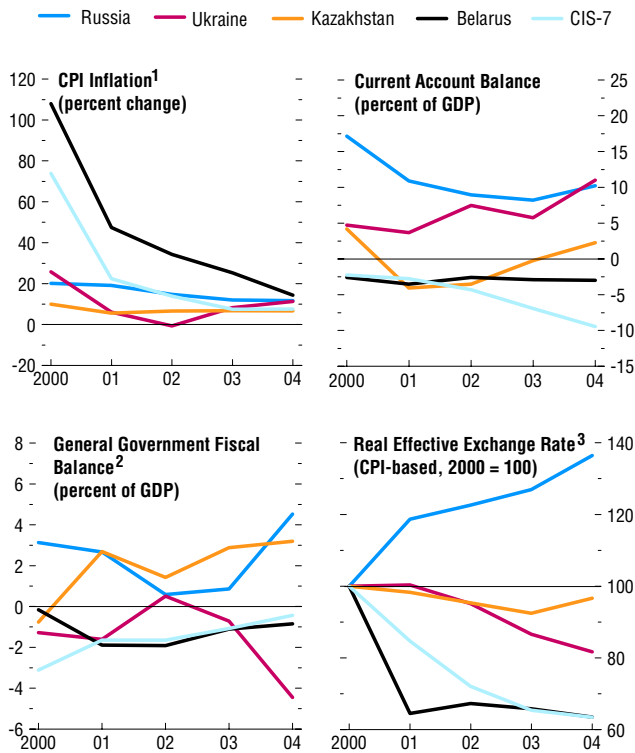 Russia Ukraine Kazakhstan Belarus CIS-7
CPI Inflation1
(percent change)
120
100
80
60
40
20
0
-20
2000 01 02 03 04
Current Account Balance
(percent of GDP)
25
20
15
10
5
0
-5
-10
-15
2000 01 02 03 04
General Government Fiscal
Balance2
(percent of GDP)
8
6
4
2
0
-2
-4
-6
2000 01 02 03 04
Real Effective Exchange Rate3
(CPI-based, 2000 = 100)
140
120
100
80
60
2000 01 02 03 04